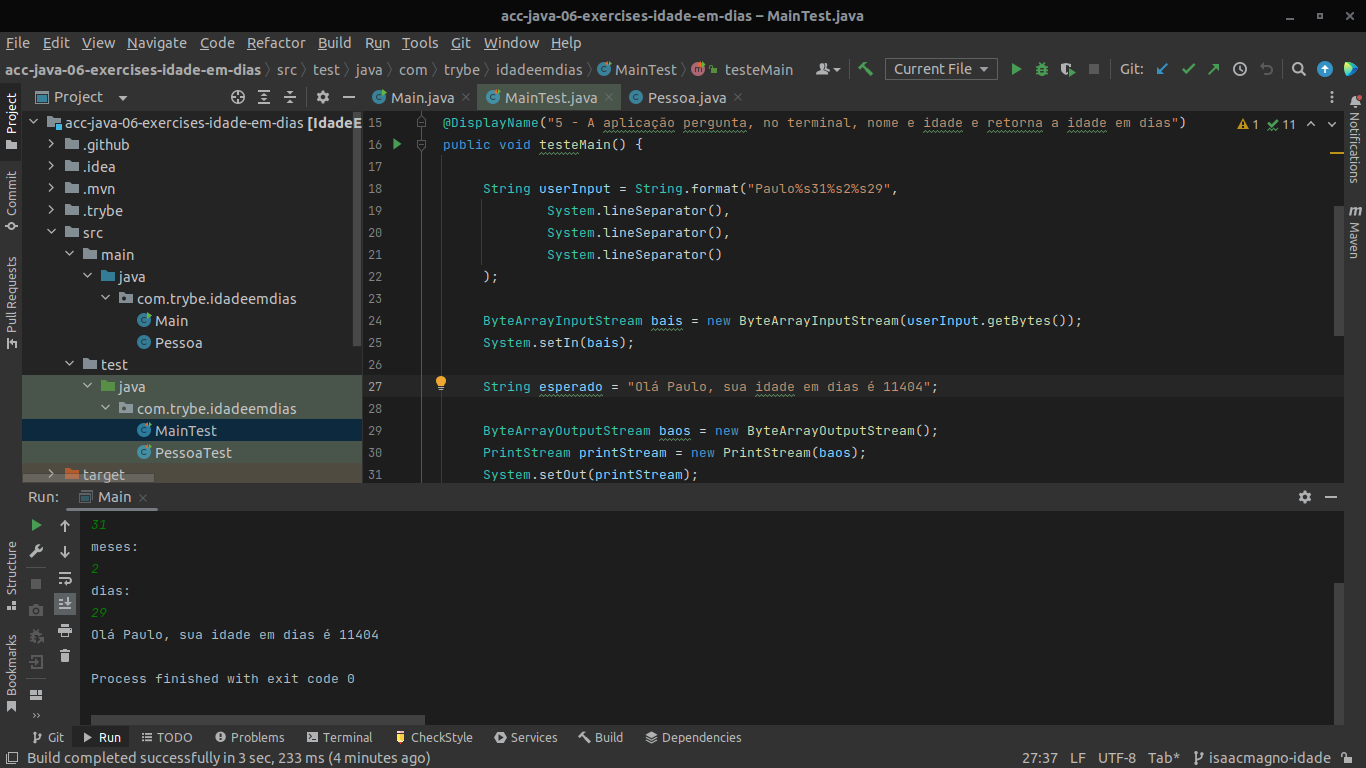 acc-java-06-exercises-idade-em-dias – MainTest.java
File Edit View Navigate Code Refactor Build Run Tools Git Window Help
acc-java-06-exercises-idade-em-dias src test java com trybe idadeemdias MainTest testeMain Current File Git:
Project Main.java MainTest.java Pessoa.java
acc-java-06-exercises-idade-em-dias [IdadeE
.github
.idea
.mvn
.trybe
src
main
java
com.trybe.idadeemdias
Main
Pessoa
test
java
com.trybe.idadeemdias
MainTest
PessoaTest
target
15 @DisplayName("5 - A aplicação pergunta, no terminal, nome e idade e retorna a idade em dias") 1 11
16 public void testeMain() {
17
18 String userInput = String.format("Paulo%s31%s2%s29",
19 System.lineSeparator(),
20 System.lineSeparator(),
21 System.lineSeparator()
22 );
23
24 ByteArrayInputStream bais = new ByteArrayInputStream(userInput.getBytes());
25 System.setIn(bais);
26
27 String esperado = "Olá Paulo, sua idade em dias é 11404";
28
29 ByteArrayOutputStream baos = new ByteArrayOutputStream();
30 PrintStream printStream = new PrintStream(baos);
31 System.setOut(printStream);
Project
Commit
Pull Requests
Structure
Bookmarks
Notifications
m Maven
Run: Main
31
meses:
2
dias:
29
Olá Paulo, sua idade em dias é 11404
Process finished with exit code 0
Git Run TODO Problems Terminal CheckStyle Services Build Dependencies
Build completed successfully in 3 sec, 233 ms (4 minutes ago) 27:37 LF UTF-8 Tab* isaacmagno-idade